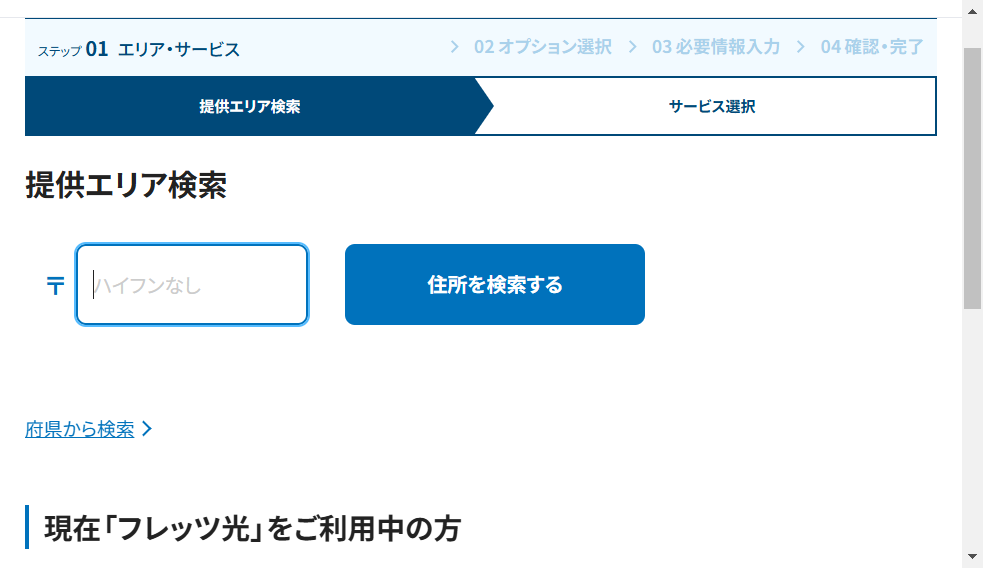 ステップ 01 エリア・サービス
02 オプション選択
03 必要情報入力
04 確認・完了
提供エリア検索
サービス選択
提供エリア検索
〒
ハイフンなし
住所を検索する
府県から検索
現在「フレッツ光」をご利用中の方